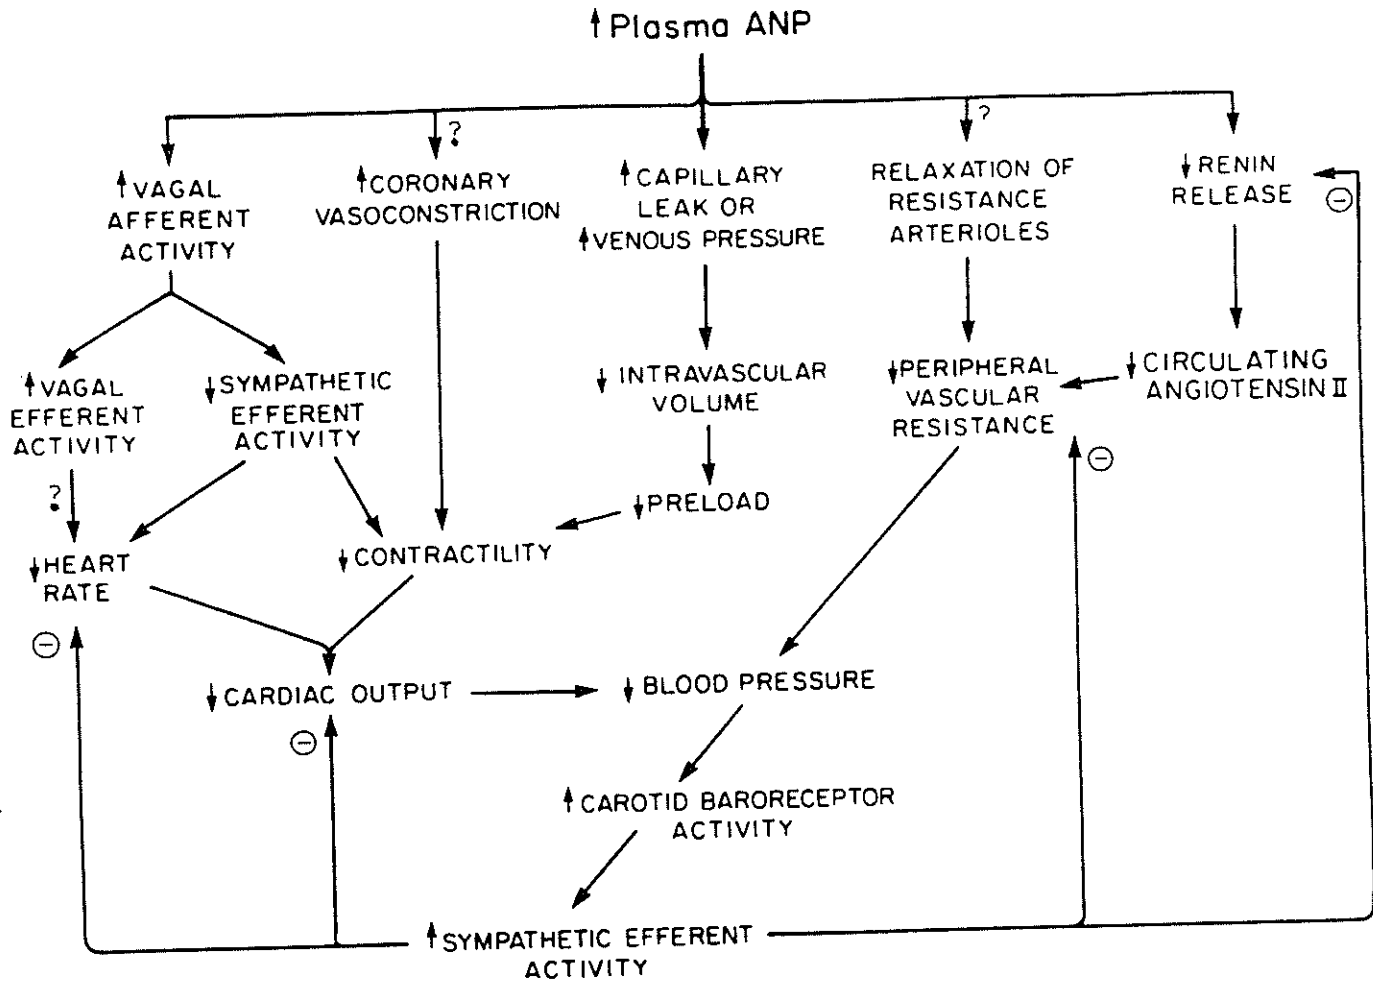 ↑Plasma ANP
?
?
↑VAGAL
AFFERENT
ACTIVITY
↑CORONARY
VASOCONSTRICTION
↑CAPILLARY
LEAK OR
↑VENOUS PRESSURE
RELAXATION OF
RESISTANCE
ARTERIOLES
↓RENIN
RELEASE
⊖
↑VAGAL
EFFERENT
ACTIVITY
↓SYMPATHETIC
EFFERENT
ACTIVITY
↓INTRAVASCULAR
VOLUME
↓PERIPHERAL
VASCULAR
RESISTANCE
↓CIRCULATING
ANGIOTENSIN II
⊖
?
↓PRELOAD
↓HEART
RATE
↓CONTRACTILITY
⊖
↓CARDIAC OUTPUT
↓BLOOD PRESSURE
⊖
↑CAROTID BARORECEPTOR
ACTIVITY
↑SYMPATHETIC EFFERENT
ACTIVITY